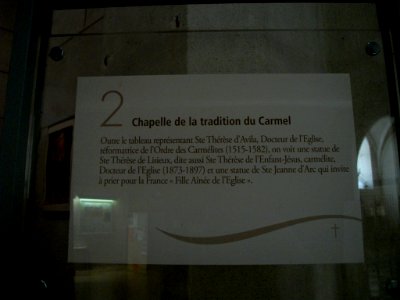 2 Chapelle de la tradition du Carmel
Outre le tableau représentant Ste Thérèse d'Avila, Docteur de l'Eglise,
réformatrice de l'Ordre des Carmélites (1515-1582), on voit une statue de
Ste Thérèse de Lisieux, dite aussi Ste Thérèse de l'Enfant-Jésus, carmélite,
Docteur de l'Eglise (1873-1897) et une statue de Ste Jeanne d'Arc qui invite
à prier pour la France « Fille Aînée de l'Eglise ».